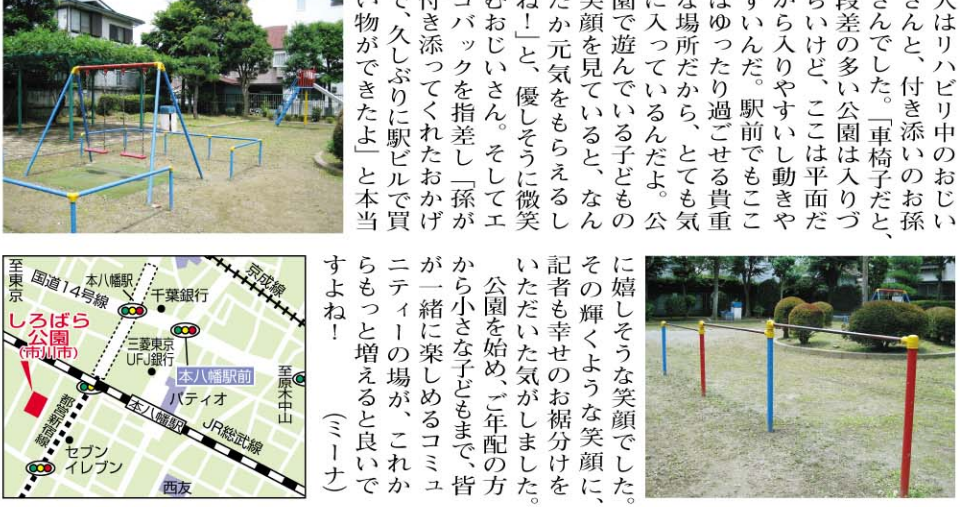 人はリハビリ中のおじい
さんと、付き添いのお孫
さんでした。「車椅子だと、
段差の多い公園は入りづ
らいけど、ここは平面だ
から入りやすいし動きや
すいんだ。駅前でもここ
はゆったり過ごせる貴重
な場所だから、とても気
に入っているんだよ。公
園で遊んでいる子どもの
笑顔を見ていると、なん
だか元気をもらえるし
ね!」と、優しそうに微笑
むおじいさん。そしてエ
コバックを指差し「孫が
付き添ってくれたおかげ
で、久しぶりに駅ビルで買
い物ができたよ」と本当
に嬉しそうな笑顔でした。
その輝くような笑顔に、
記者も幸せのお裾分けを
いただいた気がしました。
公園を始め、ご年配の方
から小さな子どもまで、皆
が一緒に楽しめるコミュ
ニティーの場が、これか
らもっと増えると良いで
すよね!
(ミーナ)
至東京
国道14号線
本八幡駅
千葉銀行
京成線
しろばら
公園
(市川市)
三菱東京
UFJ銀行
本八幡駅前
パティオ
至原木中山
都営新宿線
本八幡駅
JR総武線
セブン
イレブン
西友